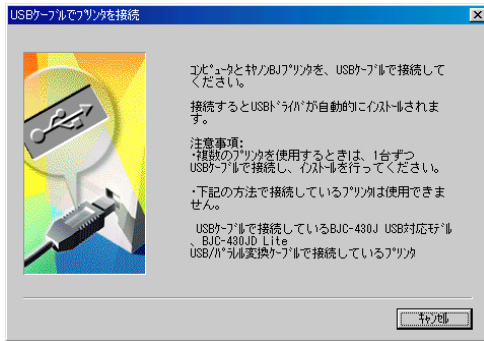 USBｹｰﾌﾞﾙでﾌﾟﾘﾝﾀを接続
ｺﾝﾋﾟｭｰﾀとｷﾔﾉﾝBJﾌﾟﾘﾝﾀを、USBｹｰﾌﾞﾙで接続して
ください。
接続するとUSBﾄﾞﾗｲﾊﾞが自動的にｲﾝｽﾄｰﾙされま
す。
注意事項:
･複数のﾌﾟﾘﾝﾀを使用するときは、1台ずつ
USBｹｰﾌﾞﾙで接続し、ｲﾝｽﾄｰﾙを行ってください。
･下記の方法で接続しているﾌﾟﾘﾝﾀは使用できま
せん。
USBｹｰﾌﾞﾙで接続しているBJC-430J USB対応ﾓﾃﾞﾙ
、BJC-430JD Lite
USB/ﾊﾟﾗﾚﾙ変換ｹｰﾌﾞﾙで接続しているﾌﾟﾘﾝﾀ
ｷｬﾝｾﾙ